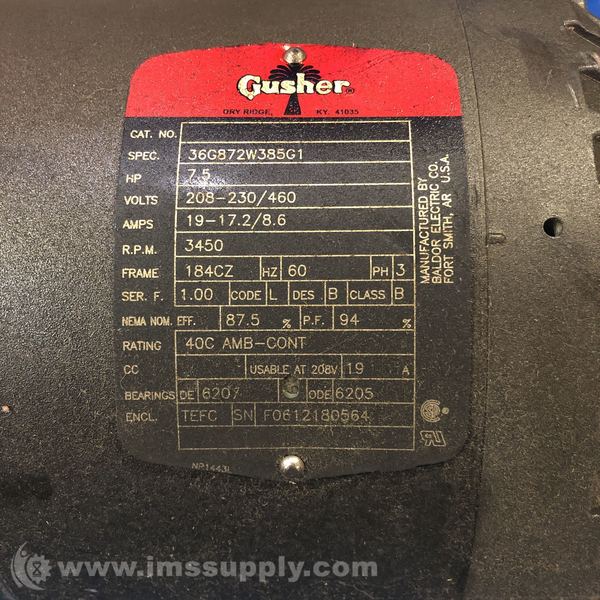 Gusher®
DRY RIDGE, KY. 41035
CAT. NO.
SPEC. 36G872W385G1
HP 7.5
VOLTS 208-230/460
AMPS 19-17.2/8.6
R.P.M. 3450
FRAME 184CZ HZ 60 PH 3
SER. F. 1.00 CODE L DES B CLASS B
NEMA NOM. EFF. 87.5 % P.F. 94 %
RATING 40C AMB-CONT
CC USABLE AT 208V 19 A
BEARINGS DE 6207 ODE 6205
ENCL. TEFC SN F0612180564
NP1443L
MANUFACTURED BY
BALDOR ELECTRIC CO.
FORT SMITH, AR U.S.A.
www.imssupply.com